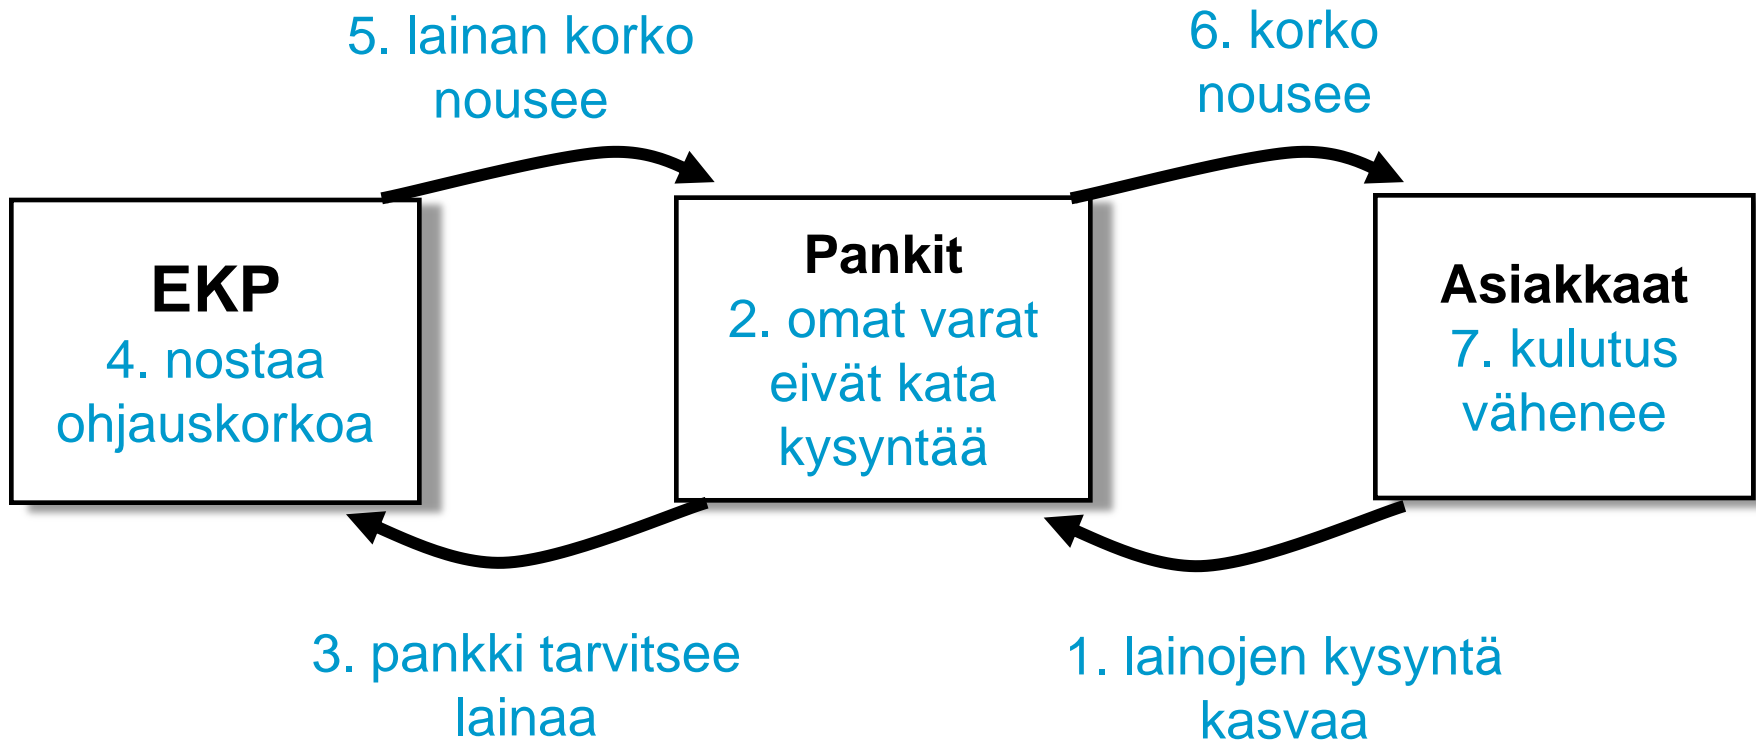 5. lainan korko
nousee
6. korko
nousee
EKP
4. nostaa
ohjauskorkoa
Pankit
2. omat varat
eivät kata
kysyntää
Asiakkaat
7. kulutus
vähenee
3. pankki tarvitsee
lainaa
1. lainojen kysyntä
kasvaa